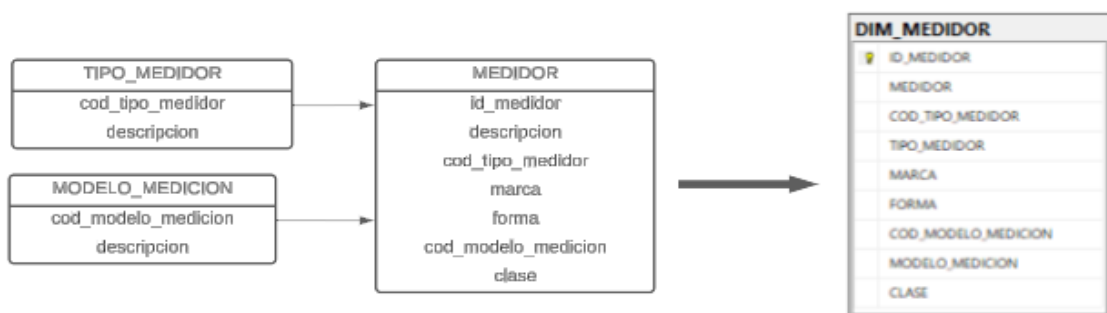 TIPO_MEDIDOR
cod_tipo_medidor
descripcion
MODELO_MEDICION
cod_modelo_medicion
descripcion
MEDIDOR
id_medidor
descripcion
cod_tipo_medidor
marca
forma
cod_modelo_medicion
clase
DIM_MEDIDOR
ID_MEDIDOR
MEDIDOR
COD_TIPO_MEDIDOR
TIPO_MEDIDOR
MARCA
FORMA
COD_MODELO_MEDICION
MODELO_MEDICION
CLASE